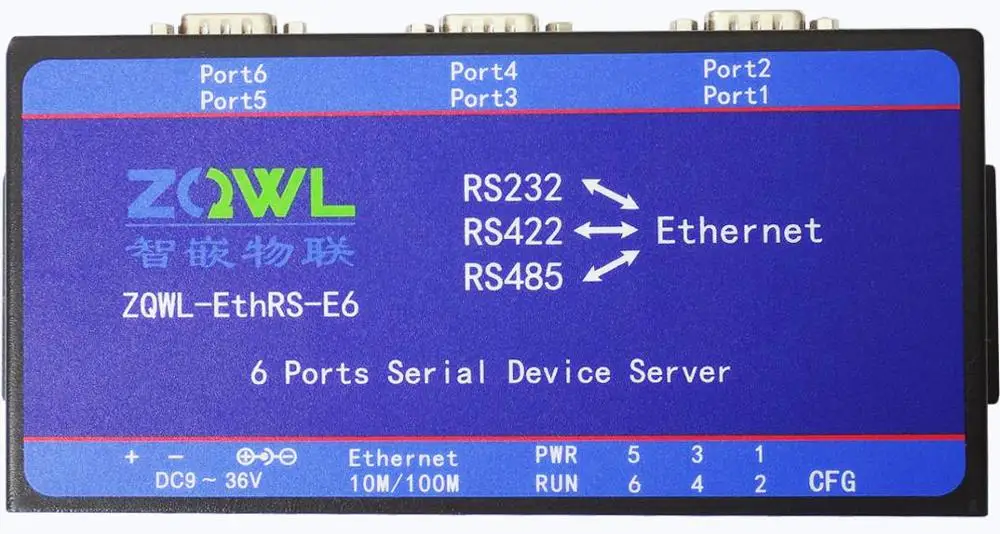 Port6 Port4 Port2
Port5 Port3 Port1
ZQWL
智嵌物联
ZQWL-EthRS-E6
RS232
RS422 Ethernet
RS485
6 Ports Serial Device Server
+ − Ethernet PWR 5 3 1
DC9~36V 10M/100M RUN 6 4 2 CFG